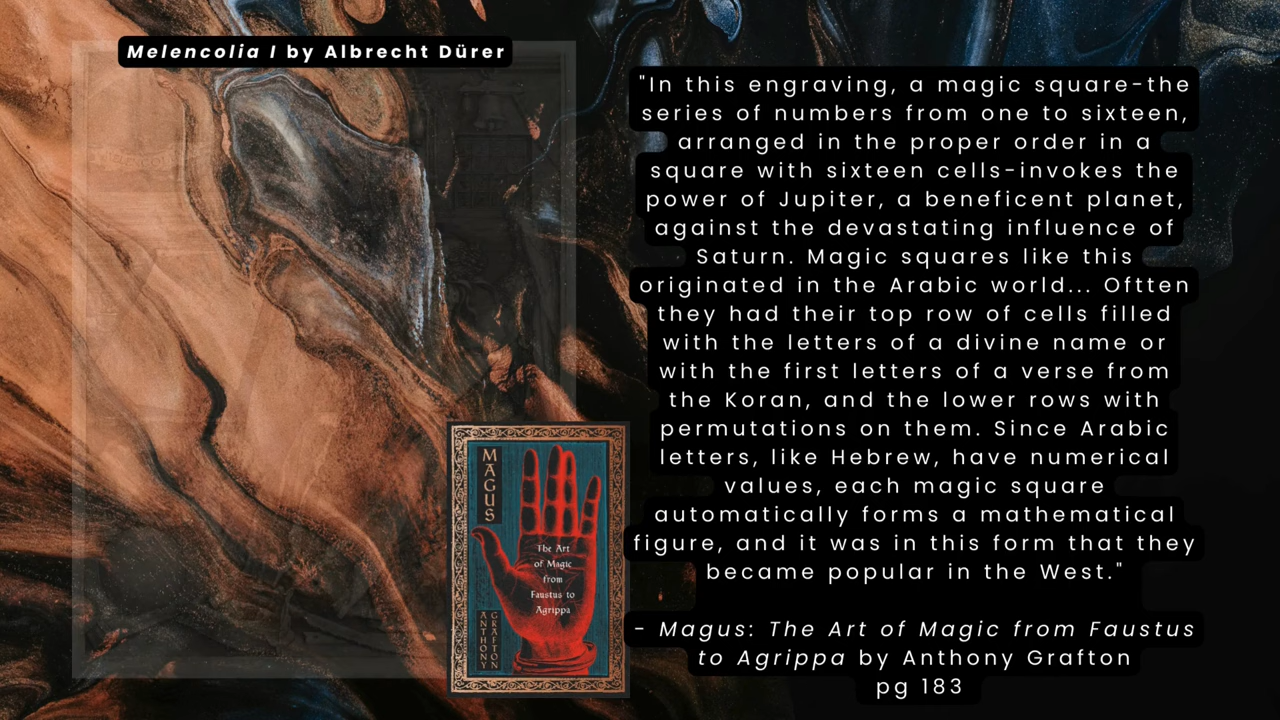 Melencolia I by Albrecht Dürer
"In this engraving, a magic square-the
series of numbers from one to sixteen,
arranged in the proper order in a
square with sixteen cells-invokes the
power of Jupiter, a beneficent planet,
against the devastating influence of
Saturn. Magic squares like this
originated in the Arabic world... Oftten
they had their top row of cells filled
with the letters of a divine name or
with the first letters of a verse from
the Koran, and the lower rows with
permutations on them. Since Arabic
letters, like Hebrew, have numerical
values, each magic square
automatically forms a mathematical
figure, and it was in this form that they
became popular in the West."
- Magus: The Art of Magic from Faustus
to Agrippa by Anthony Grafton
pg 183
MAGUS
The Art
of Magic
from
Faustus to
Agrippa
ANTHONY
GRAFTON